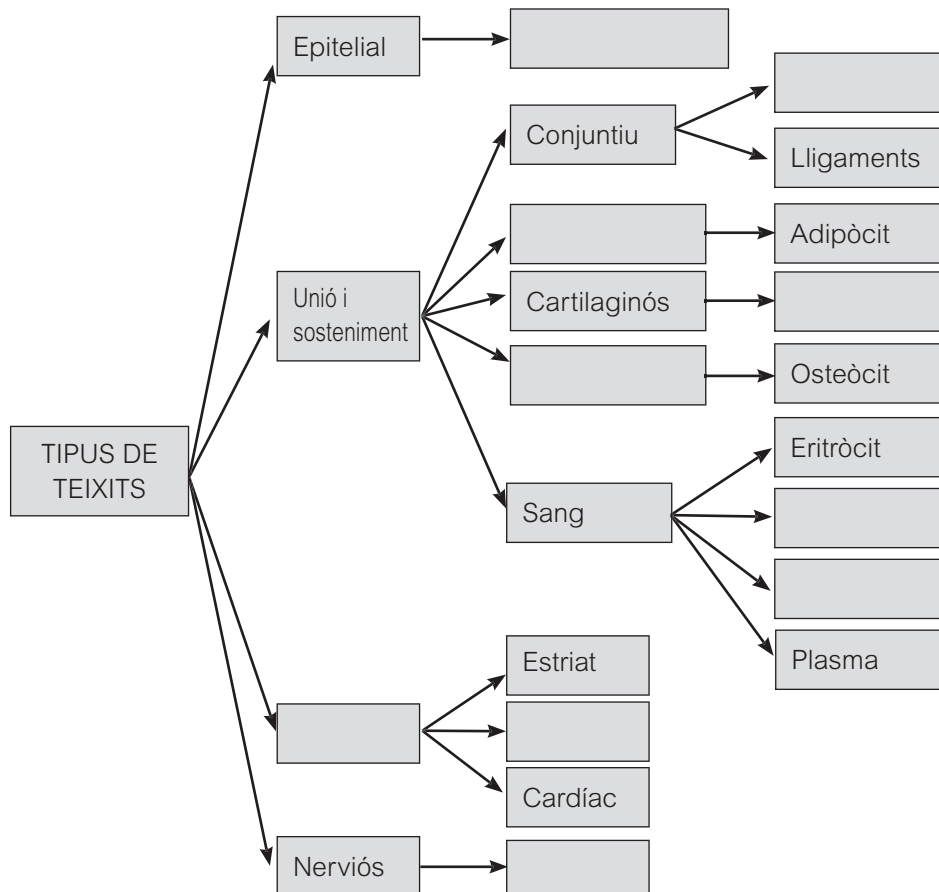 Epitelial
Conjuntiu
Lligaments
Adipòcit
Unió i
sosteniment
Cartilaginós
Osteòcit
TIPUS DE
TEIXITS
Eritròcit
Sang
Plasma
Estriat
Cardíac
Nerviós